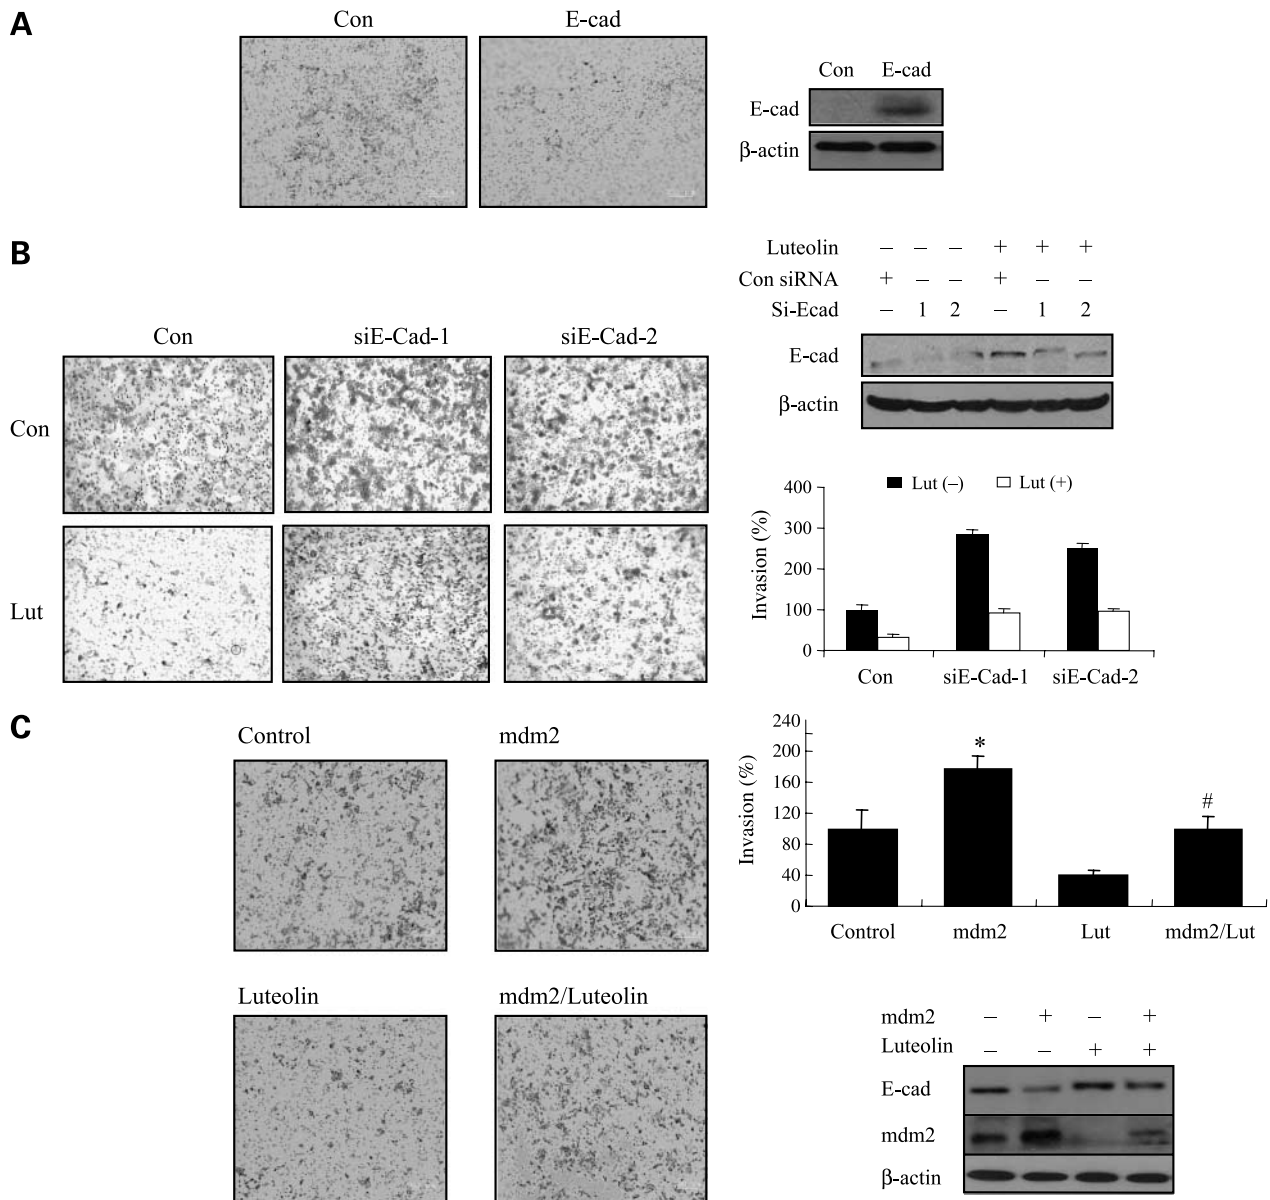 A
Con E-cad
Con E-cad
E-cad
β-actin
B
Luteolin – – – + + +
Con siRNA + – – + – –
Si-Ecad – 1 2 – 1 2
E-cad
β-actin
Con siE-Cad-1 siE-Cad-2
Con
Lut
Lut (–) Lut (+)
Invasion (%)
400
300
200
100
0
Con siE-Cad-1 siE-Cad-2
C
Control mdm2
Luteolin mdm2/Luteolin
Invasion (%)
240
200
160
120
80
40
0
*
#
Control mdm2 Lut mdm2/Lut
mdm2 – + – +
Luteolin – – + +
E-cad
mdm2
β-actin